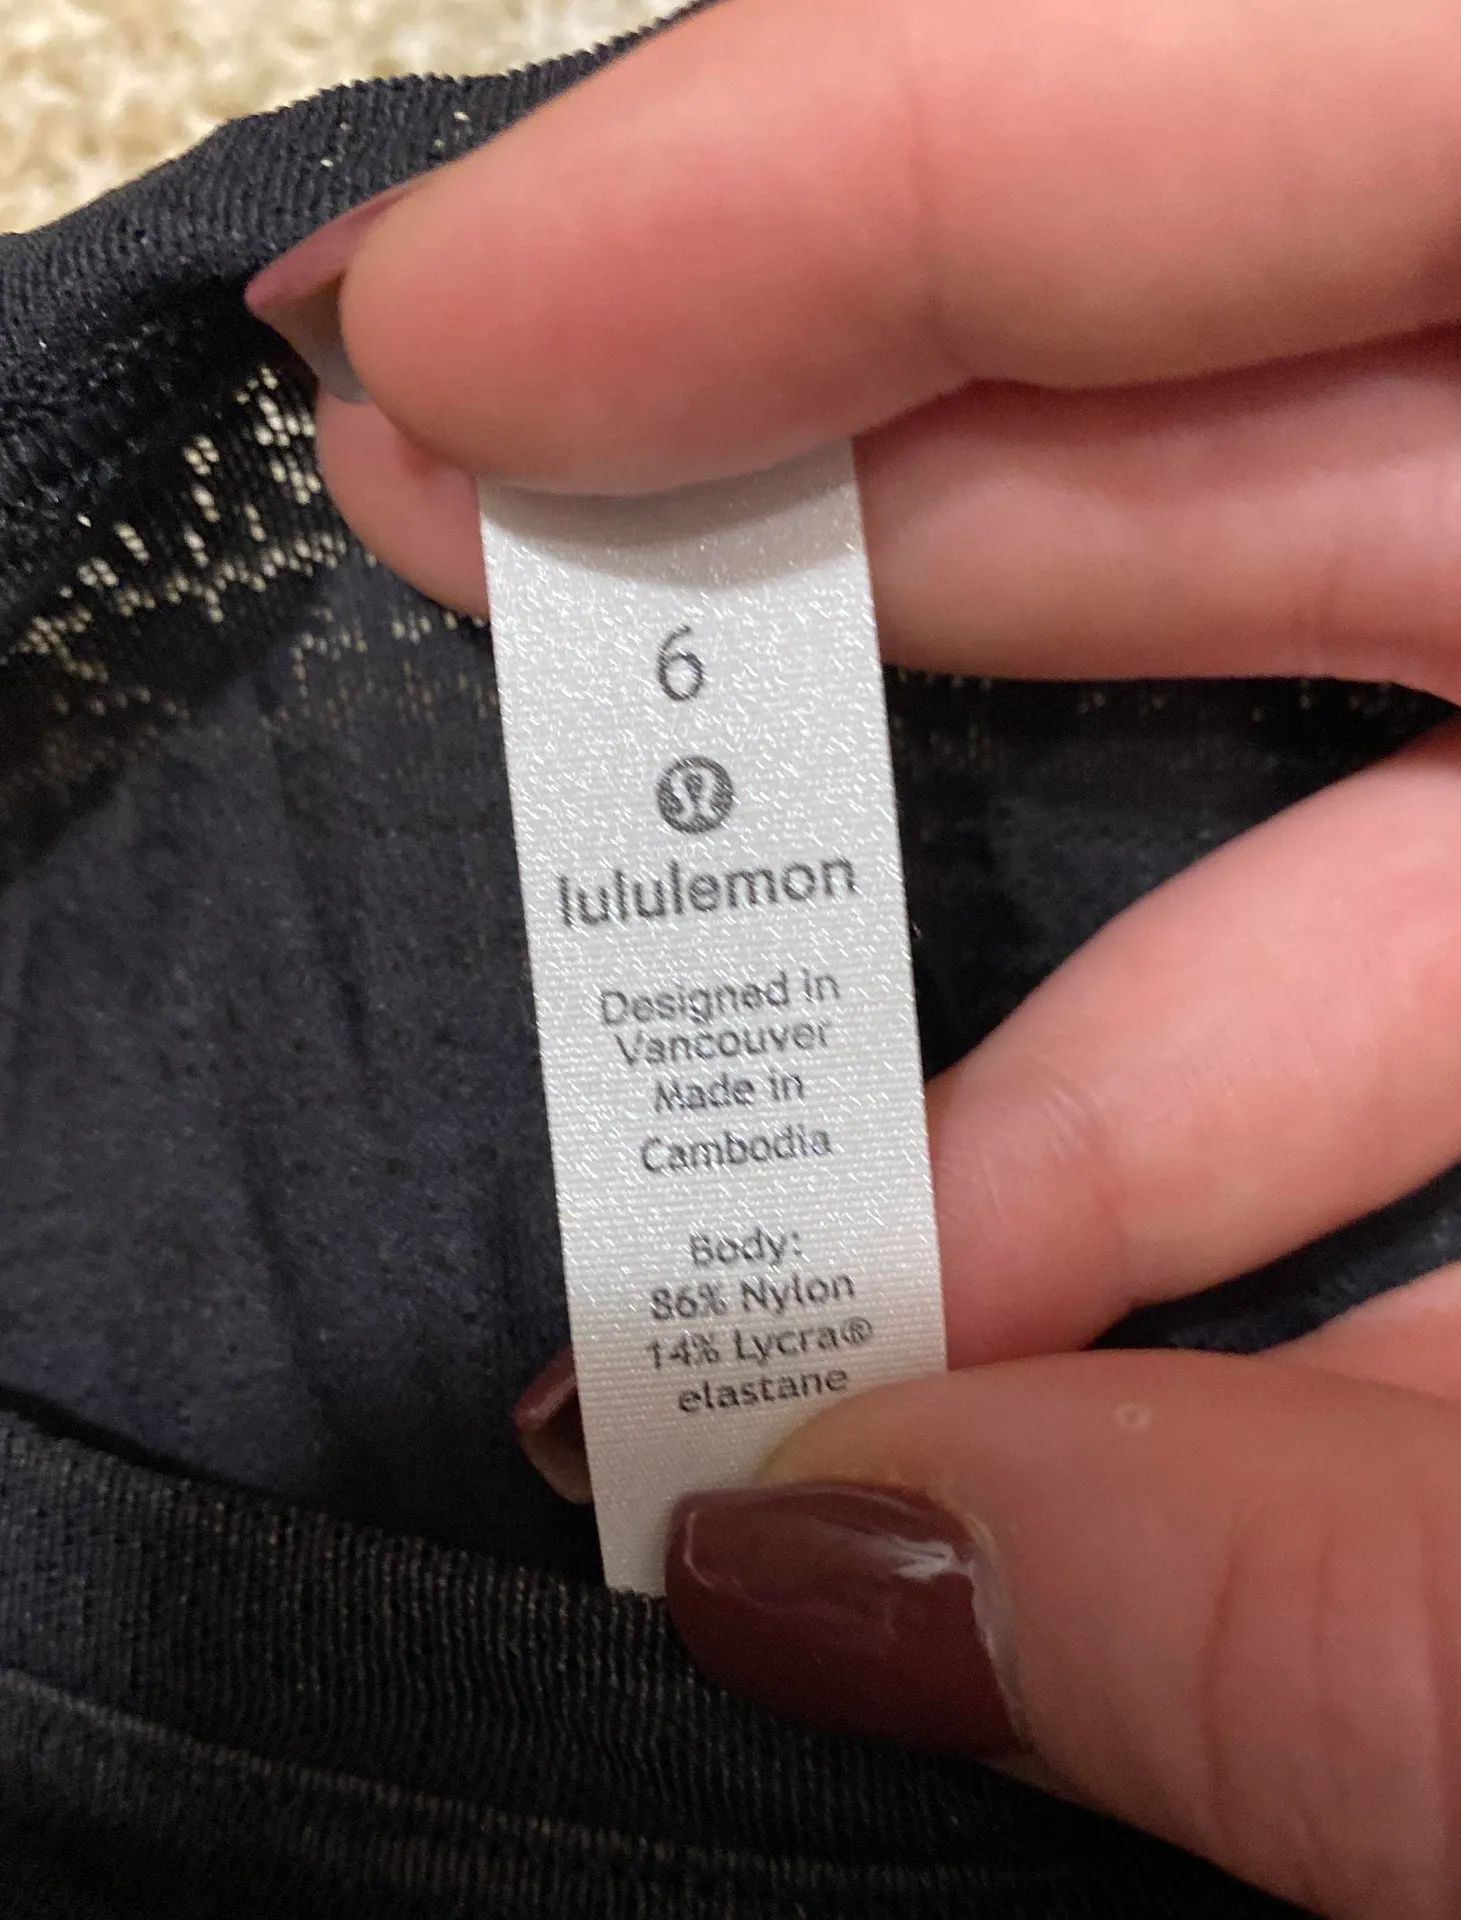 6
lululemon
Designed in
Vancouver
Made in
Cambodia
Body:
86% Nylon
14% Lycra®
elastane